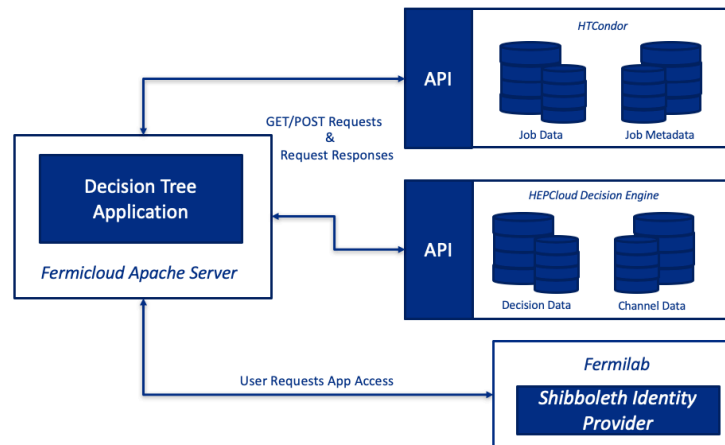 HTCondor
API
Job Data
Job Metadata
GET/POST Requests
&
Request Responses
Decision Tree
Application
Fermicloud Apache Server
HEPCloud Decision Engine
API
Decision Data
Channel Data
User Requests App Access
Fermilab
Shibboleth Identity
Provider